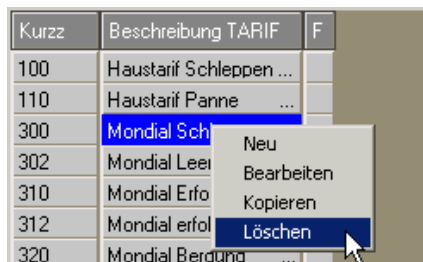 Kurzz Beschreibung TARIF F
100 Haustarif Schleppen ...
110 Haustarif Panne ...
300 Mondial Sch
302 Mondial Leer
310 Mondial Erfo
312 Mondial erfol
320 Mondial Bergung ...
Neu
Bearbeiten
Kopieren
Löschen